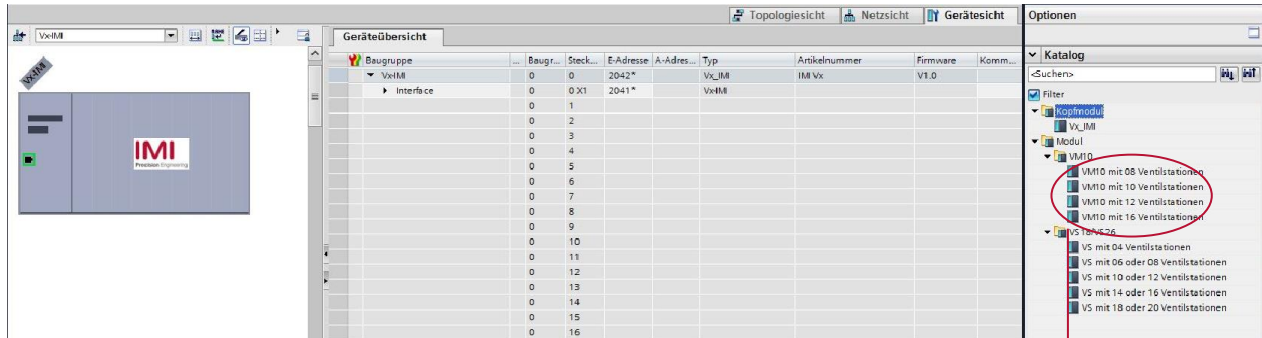 Topologiesicht Netzsicht Gerätesicht Optionen
Vx-IMI
Geräteübersicht
Katalog
Baugruppe ... Baugr... Steck... E-Adresse A-Adres... Typ Artikelnummer Firmware Komm...
<Suchen>
Vx-IMI 0 0 2042* Vx_IMI IMI Vx V1.0
Filter
Interface 0 0 X1 2041* Vx-IMI
Kopfmodul
0 1
Vx_IMI
0 2
Modul
0 3
VM10
0 4
VM10 mit 08 Ventilstationen
0 5
VM10 mit 10 Ventilstationen
0 6
VM10 mit 12 Ventilstationen
0 7
VM10 mit 16 Ventilstationen
0 8
VS18/VS26
0 9
VS mit 04 Ventilstationen
0 10
VS mit 06 oder 08 Ventilstationen
0 11
VS mit 10 oder 12 Ventilstationen
0 12
VS mit 14 oder 16 Ventilstationen
0 13
VS mit 18 oder 20 Ventilstationen
0 14
0 15
0 16
Vx-IMI
IMI
Precision Engineering